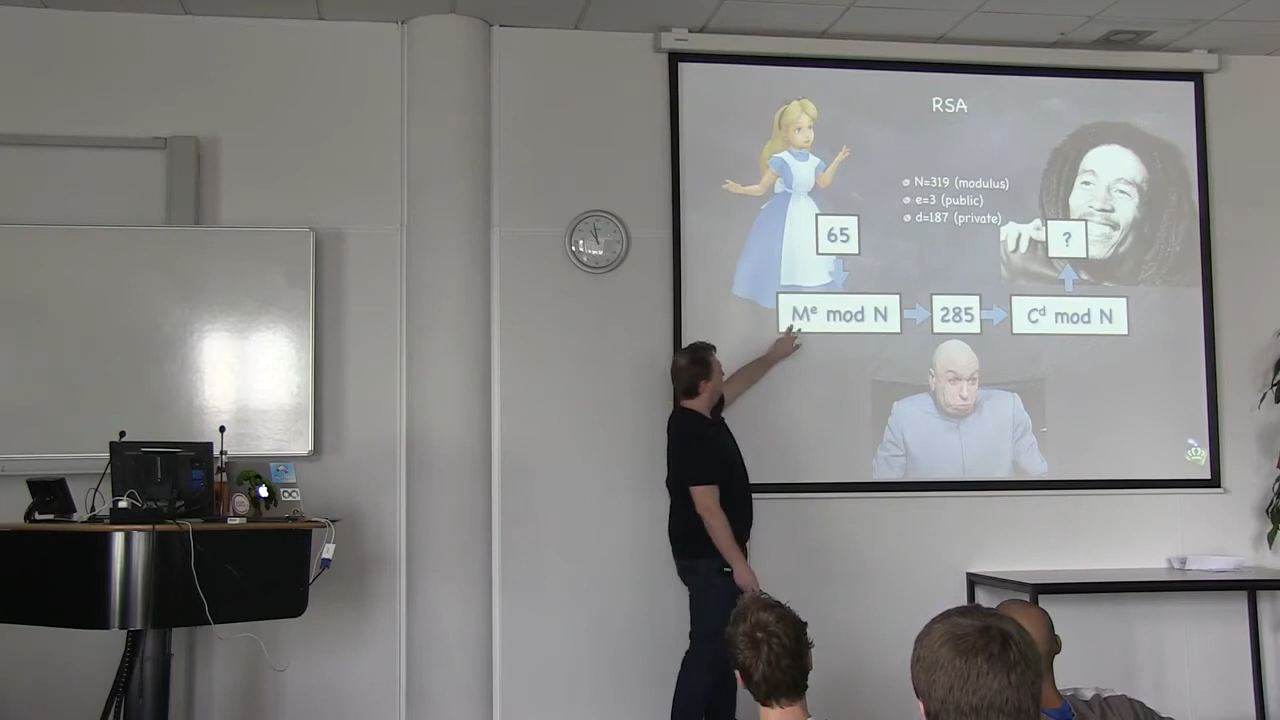 RSA
N=319 (modulus)
e=3 (public)
d=187 (private)
65
?
Mᵉ mod N
285
Cᵈ mod N